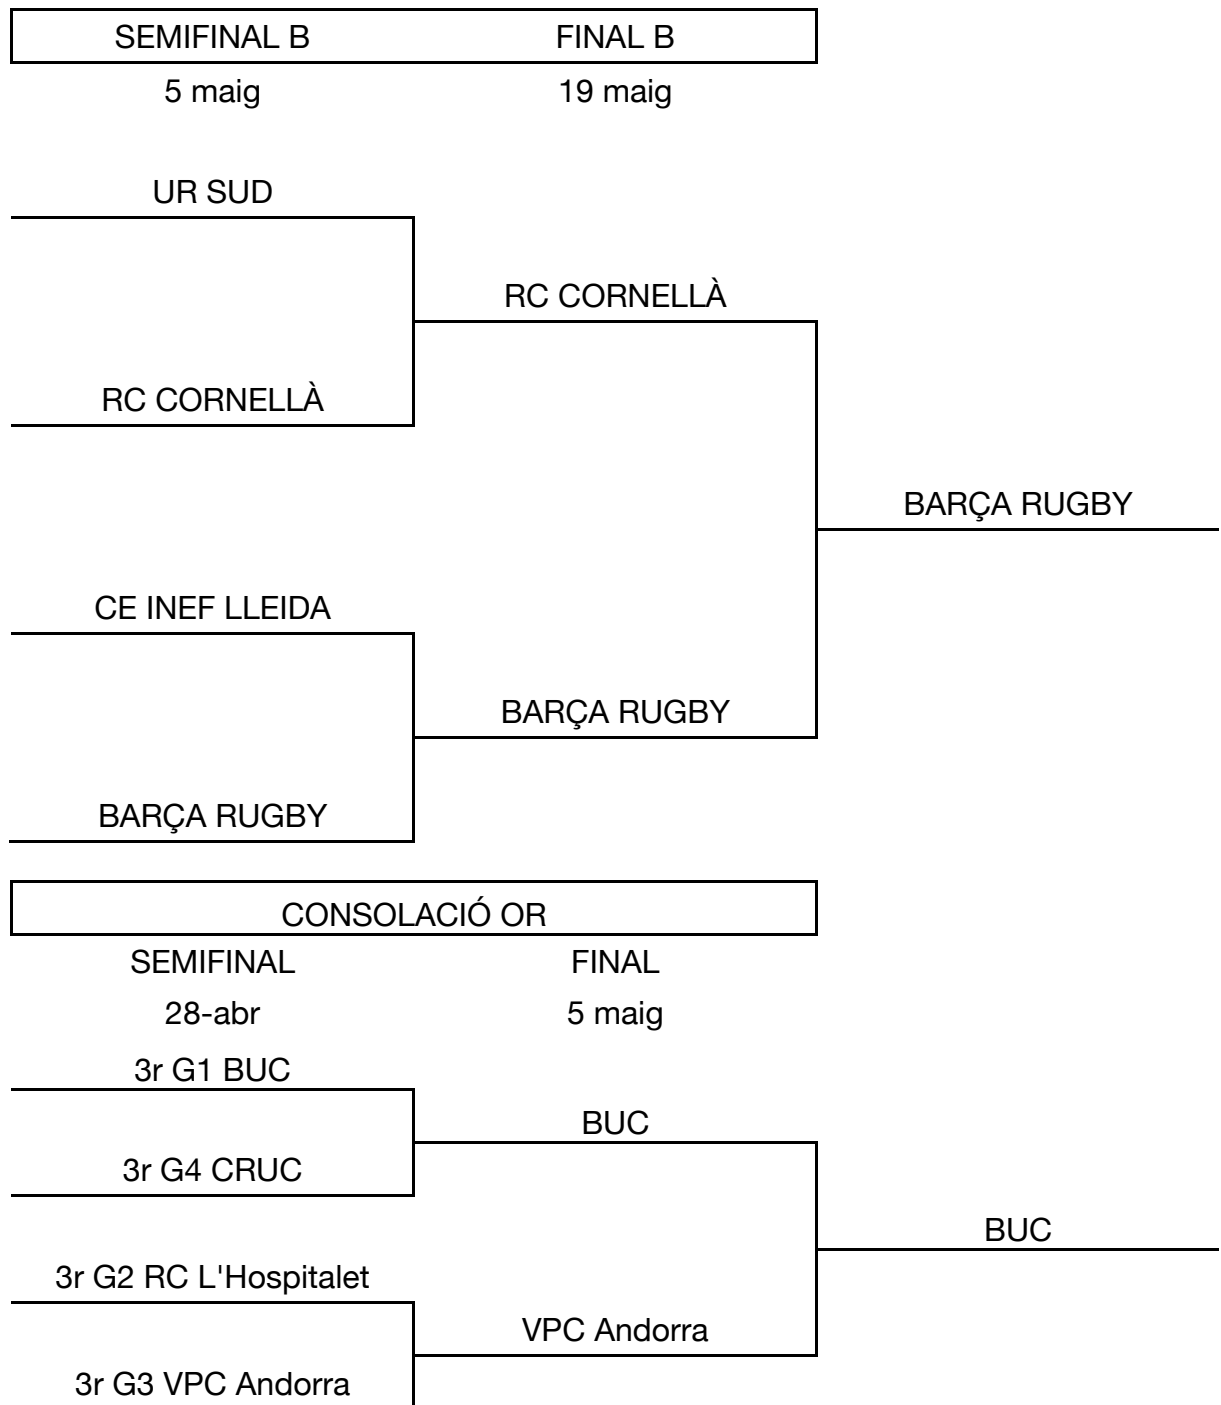 SEMIFINAL B FINAL B
5 maig 19 maig
UR SUD
RC CORNELLÀ
RC CORNELLÀ
BARÇA RUGBY
CE INEF LLEIDA
BARÇA RUGBY
BARÇA RUGBY
CONSOLACIÓ OR
SEMIFINAL FINAL
28-abr 5 maig
3r G1 BUC
BUC
3r G4 CRUC
BUC
3r G2 RC L'Hospitalet
VPC Andorra
3r G3 VPC Andorra